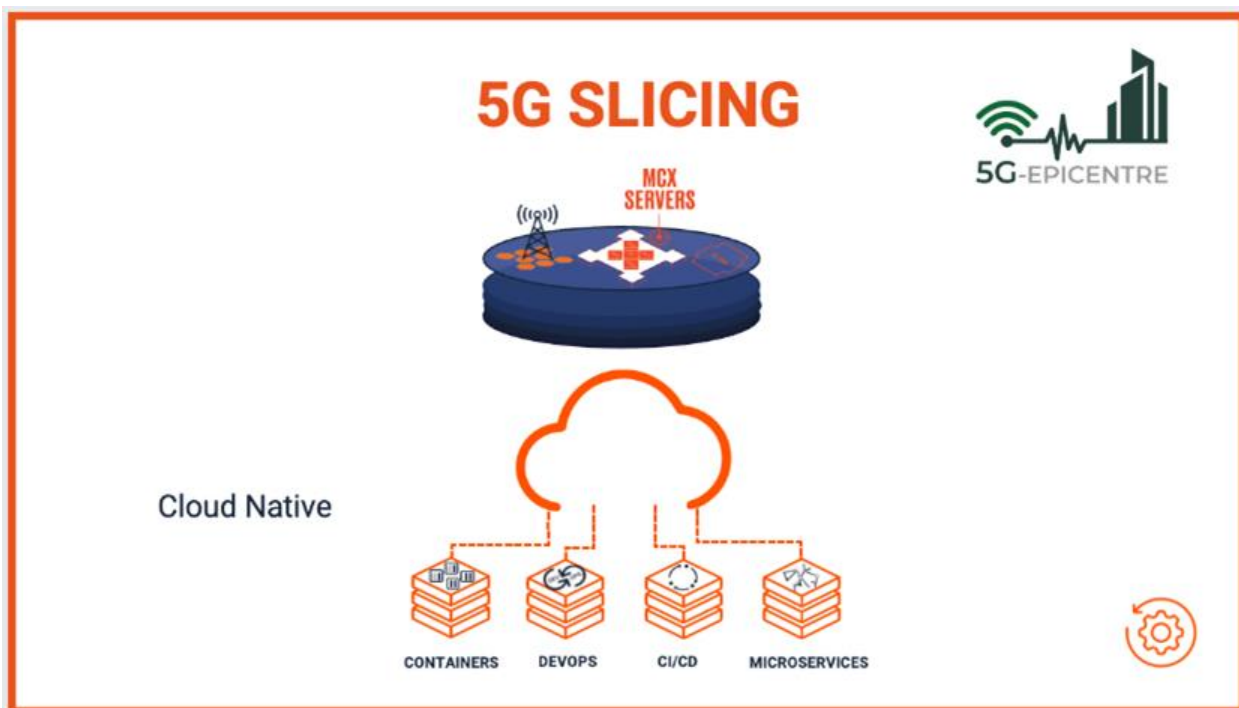 5G SLICING
5G-EPICENTRE
MCX
SERVERS
Cloud Native
CONTAINERS
DEVOPS
CI/CD
MICROSERVICES